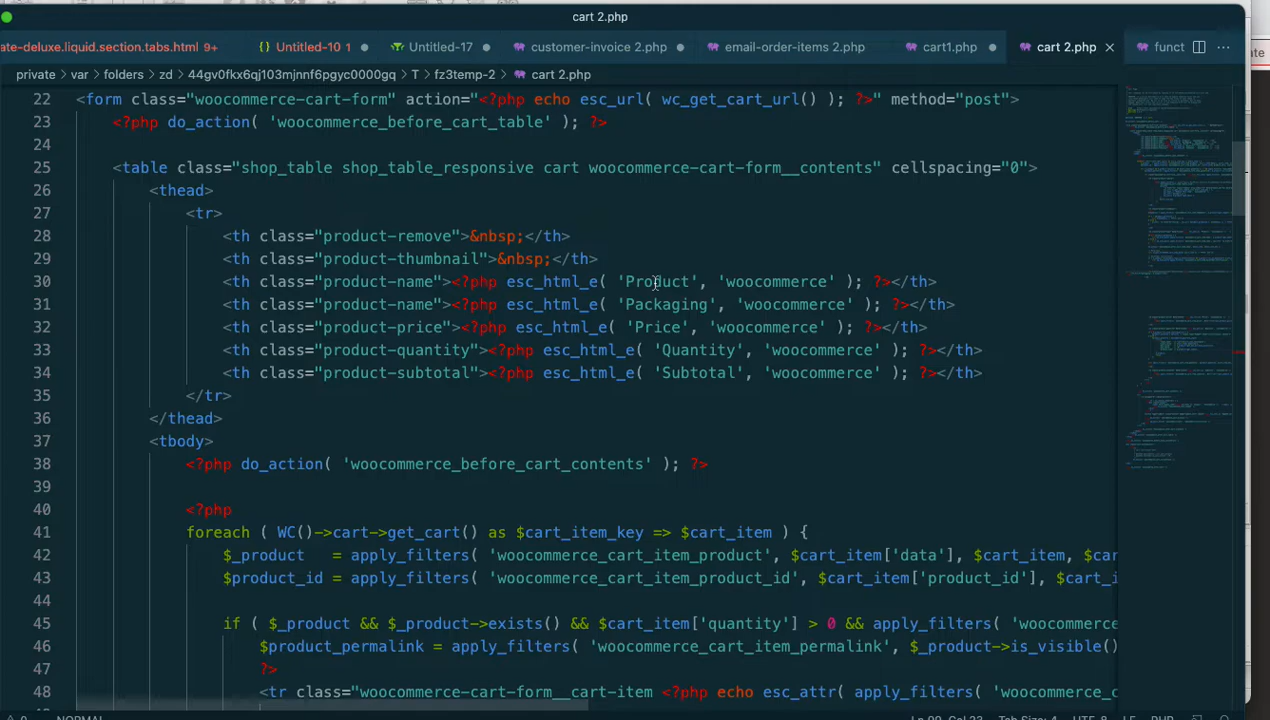 cart 2.php
ate-deluxe.liquid.section.tabs.html 9+ Untitled-10 1 Untitled-17 customer-invoice 2.php email-order-items 2.php cart1.php cart 2.php funct
private > var > folders > zd > 44gv0fkx6qj103mjnnf6pgyc0000gq > T > fz3temp-2 > cart 2.php
22 <form class="woocommerce-cart-form" action="<?php echo esc_url( wc_get_cart_url() ); ?>" method="post">
23 <?php do_action( 'woocommerce_before_cart_table' ); ?>
24
25 <table class="shop_table shop_table_responsive cart woocommerce-cart-form__contents" cellspacing="0">
26 <thead>
27 <tr>
28 <th class="product-remove">&nbsp;</th>
29 <th class="product-thumbnail">&nbsp;</th>
30 <th class="product-name"><?php esc_html_e( 'Product', 'woocommerce' ); ?></th>
31 <th class="product-name"><?php esc_html_e( 'Packaging', 'woocommerce' ); ?></th>
32 <th class="product-price"><?php esc_html_e( 'Price', 'woocommerce' ); ?></th>
33 <th class="product-quantity"><?php esc_html_e( 'Quantity', 'woocommerce' ); ?></th>
34 <th class="product-subtotal"><?php esc_html_e( 'Subtotal', 'woocommerce' ); ?></th>
35 </tr>
36 </thead>
37 <tbody>
38 <?php do_action( 'woocommerce_before_cart_contents' ); ?>
39
40 <?php
41 foreach ( WC()->cart->get_cart() as $cart_item_key => $cart_item ) {
42 $_product = apply_filters( 'woocommerce_cart_item_product', $cart_item['data'], $cart_item, $car
43 $product_id = apply_filters( 'woocommerce_cart_item_product_id', $cart_item['product_id'], $cart_i
44
45 if ( $_product && $_product->exists() && $cart_item['quantity'] > 0 && apply_filters( 'woocommerce
46 $product_permalink = apply_filters( 'woocommerce_cart_item_permalink', $_product->is_visible()
47 ?>
48 <tr class="woocommerce-cart-form__cart-item <?php echo esc_attr( apply_filters( 'woocommerce_c